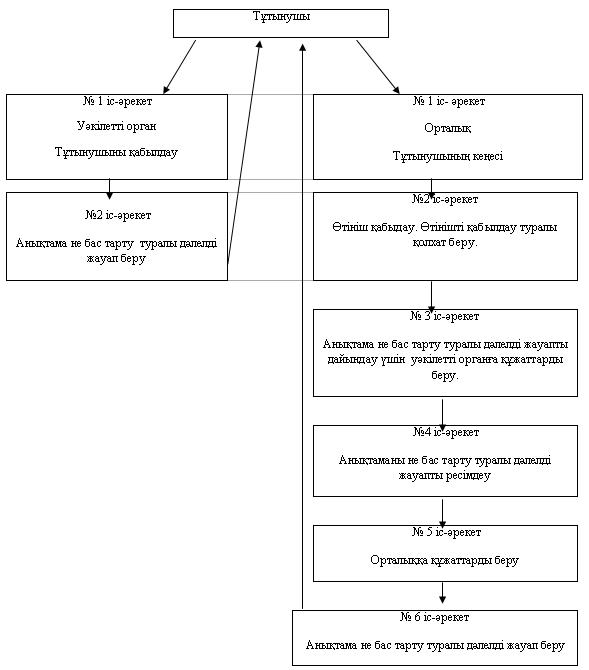 Тұтынушы
№ 1 іс-әрекет
Уәкілетті орган
Тұтынушыны қабылдау
№2 іс-әрекет
Анықтама не бас тарту туралы дәлелді
жауап беру
№ 1 іс- әрекет
Орталық
Тұтынушының кеңесі
№2 іс-әрекет
Өтініш қабыдау. Өтінішті қабылдау туралы
қолхат беру.
№ 3 іс-әрекет
Анықтама не бас тарту туралы дәлелді жауапты
дайындау үшін уәкілетті органға құжаттарды
беру.
№4 іс-әрекет
Анықтаманы не бас тарту туралы дәлелді
жауапты ресімдеу
№ 5 іс-әрекет
Орталыққа құжаттарды беру
№ 6 іс-әрекет
Анықтама не бас тарту туралы дәлелді жауап беру